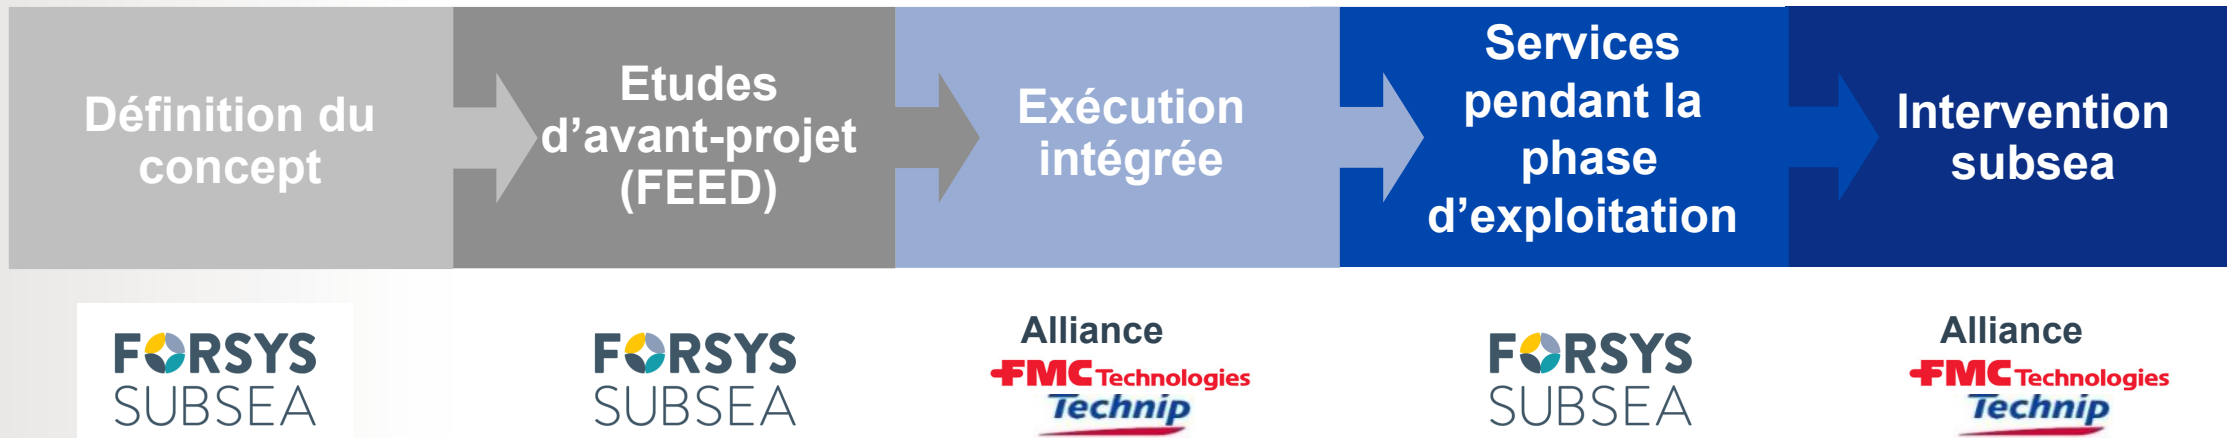 Définition du
concept
Etudes
d’avant-projet
(FEED)
Exécution
intégrée
Services
pendant la
phase
d’exploitation
Intervention
subsea
FORSYS
SUBSEA
FORSYS
SUBSEA
Alliance
FMC Technologies
Technip
FORSYS
SUBSEA
Alliance
FMC Technologies
Technip